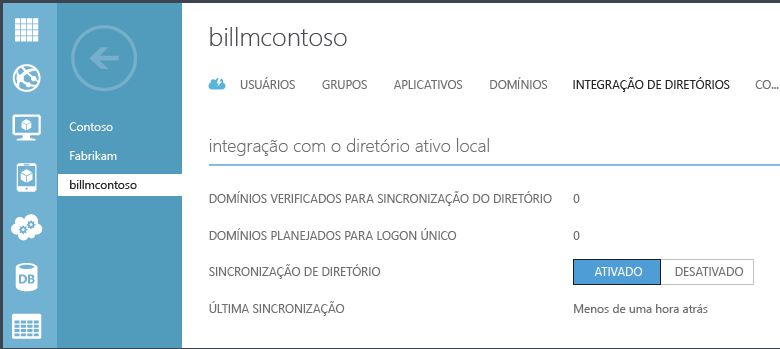 billmcontoso
USUÁRIOS GRUPOS APLICATIVOS DOMÍNIOS INTEGRAÇÃO DE DIRETÓRIOS CO...
Contoso
Fabrikam
billmcontoso
integração com o diretório ativo local
DOMÍNIOS VERIFICADOS PARA SINCRONIZAÇÃO DO DIRETÓRIO 0
DOMÍNIOS PLANEJADOS PARA LOGON ÚNICO 0
SINCRONIZAÇÃO DE DIRETÓRIO ATIVADO DESATIVADO
ÚLTIMA SINCRONIZAÇÃO Menos de uma hora atrás
DB